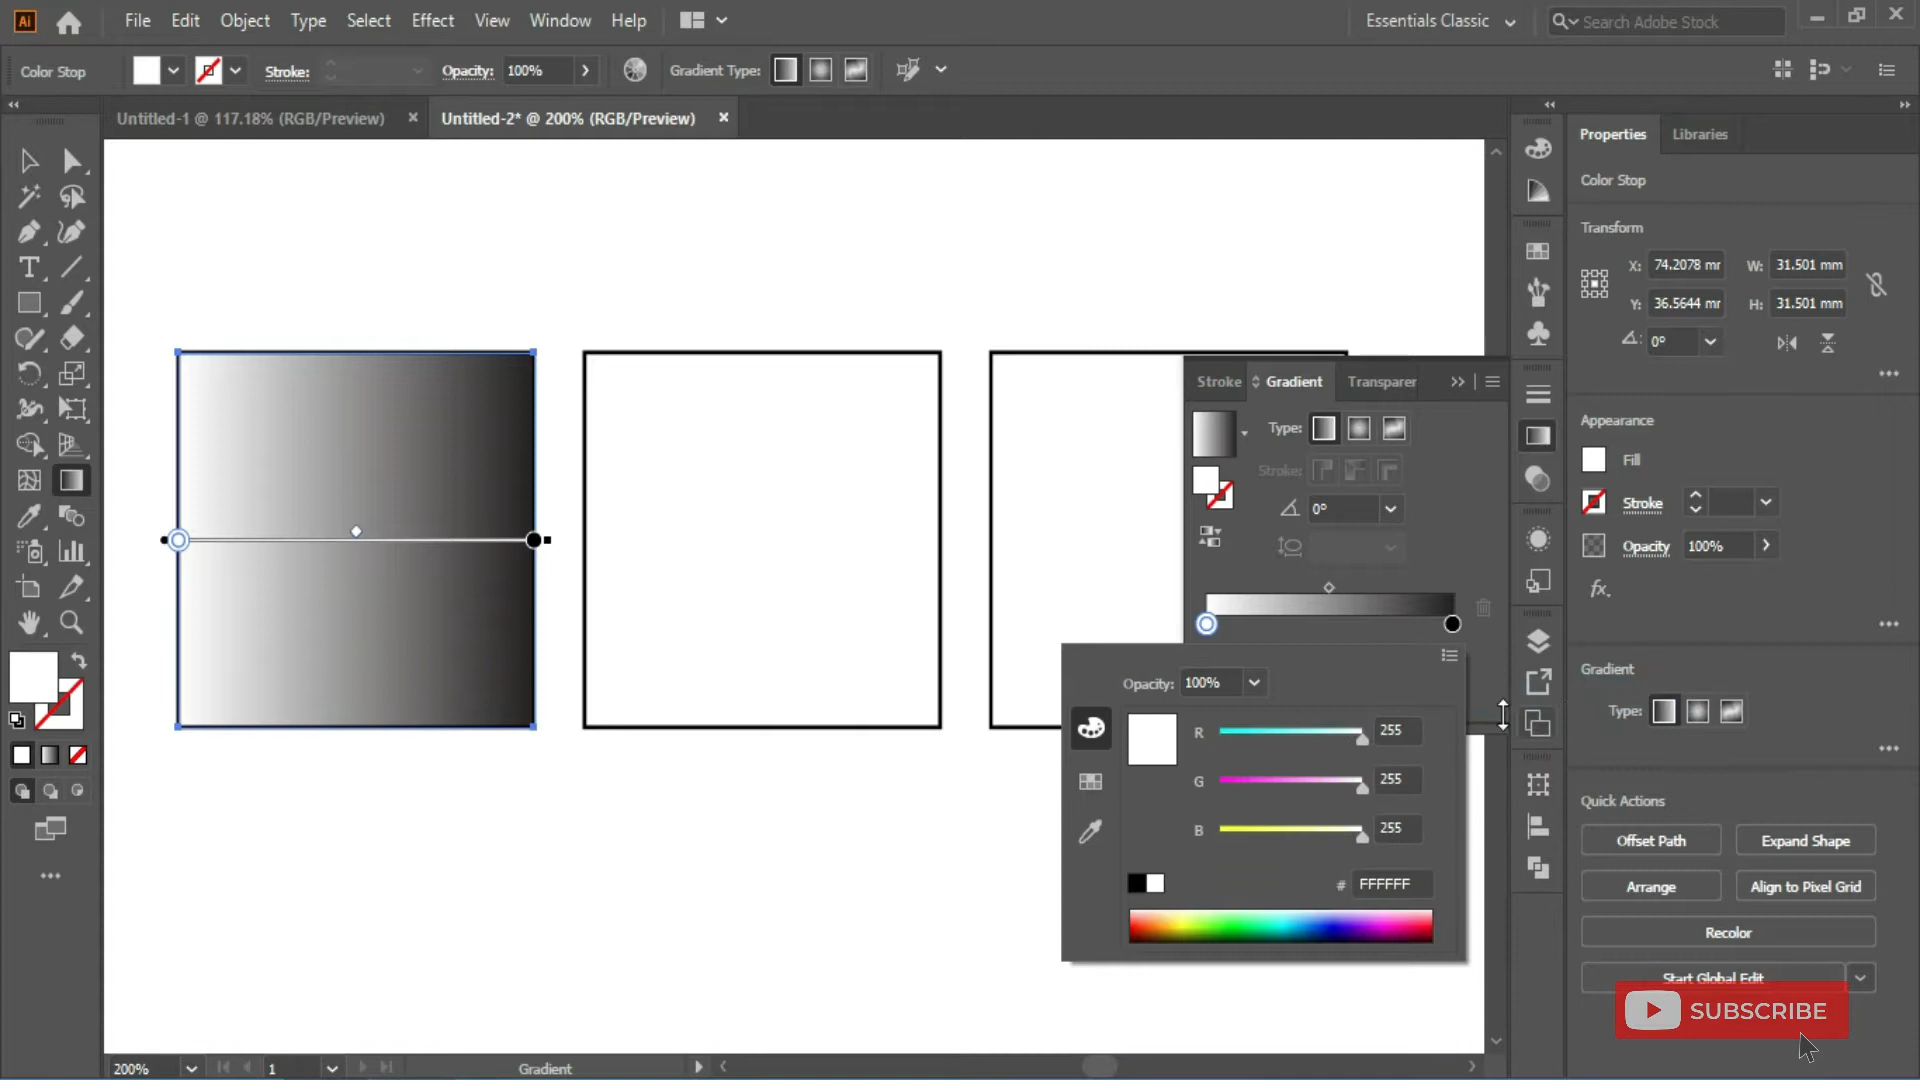 Ai File Edit Object Type Select Effect View Window Help Essentials Classic Search Adobe Stock
Color Stop Stroke: Opacity: 100% Gradient Type:
Untitled-1 @ 117.18% (RGB/Preview) × Untitled-2* @ 200% (RGB/Preview) ×
Properties Libraries
Color Stop
Transform
X: 74.2078 mr W: 31.501 mm
Y: 36.5644 mr H: 31.501 mm
0°
Stroke Gradient Transparer
Type:
Stroke:
0°
Appearance
Fill
Stroke
Opacity 100%
fx.
Opacity: 100%
R 255
G 255
B 255
# FFFFFF
Gradient
Type:
Quick Actions
Offset Path Expand Shape
Arrange Align to Pixel Grid
Recolor
Start Global Edit
SUBSCRIBE
200% 1 Gradient